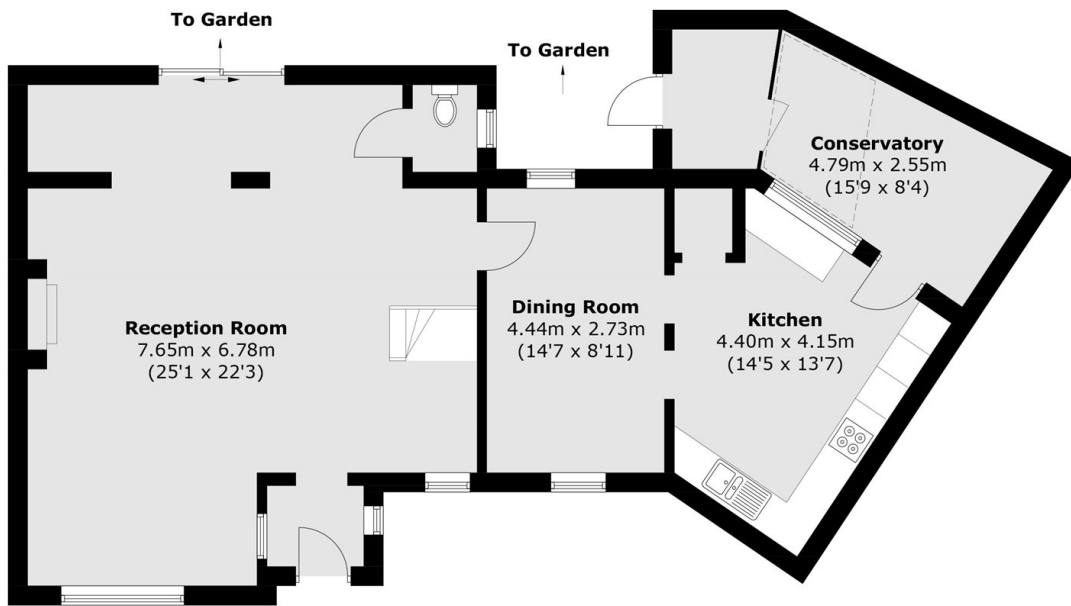 To Garden
To Garden
Conservatory
4.79m x 2.55m
(15'9 x 8'4)
Reception Room
7.65m x 6.78m
(25'1 x 22'3)
Dining Room
4.44m x 2.73m
(14'7 x 8'11)
Kitchen
4.40m x 4.15m
(14'5 x 13'7)